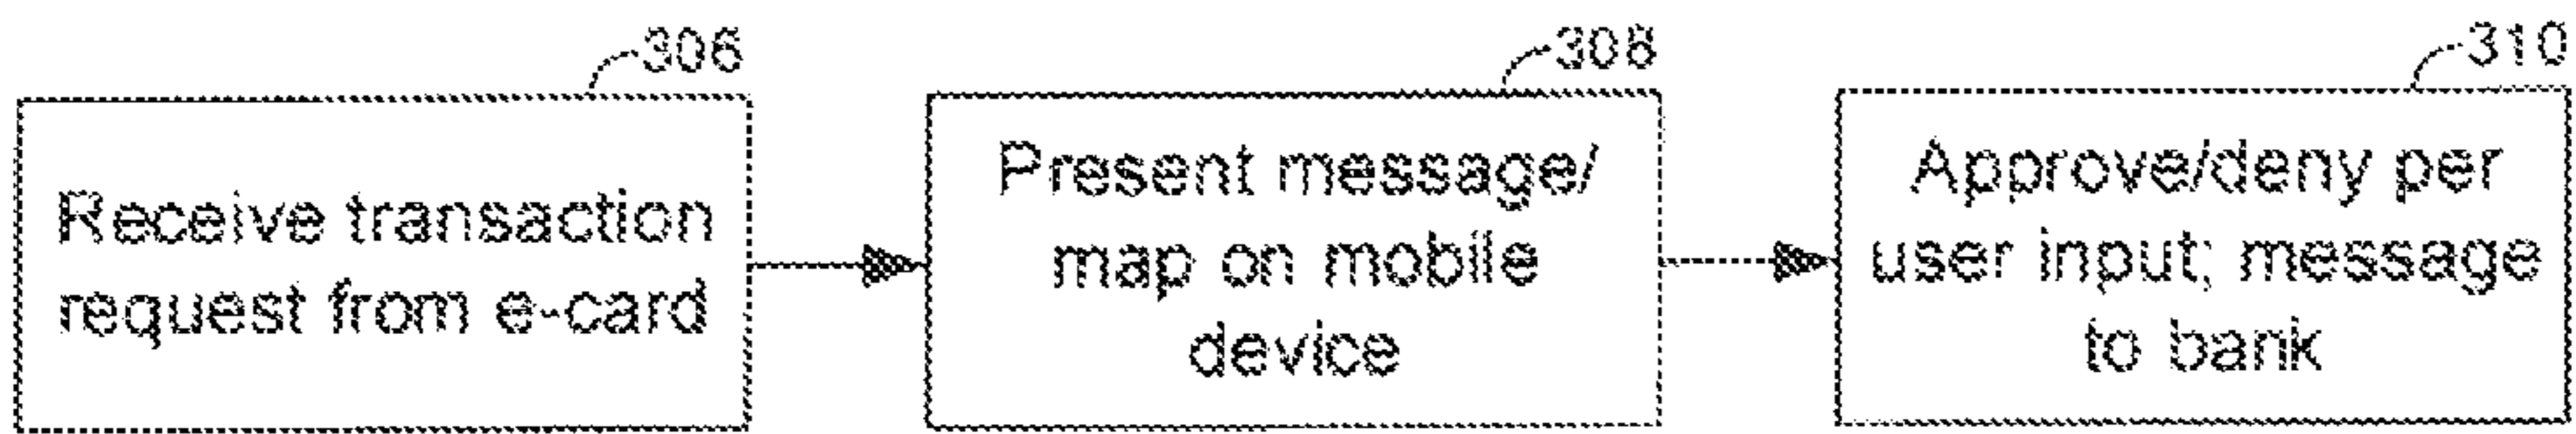 306
Receive transaction
request from e-card
308
Present message/
map on mobile
device
310
Approve/deny per
user input; message
to bank